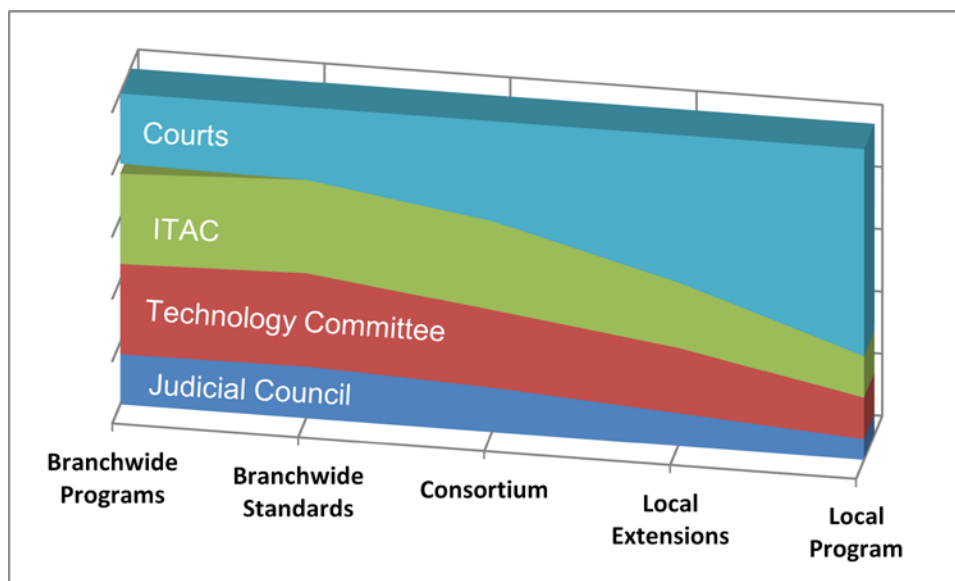 Courts
ITAC
Technology Committee
Judicial Council
Branchwide
Programs
Branchwide
Standards
Consortium
Local
Extensions
Local
Program